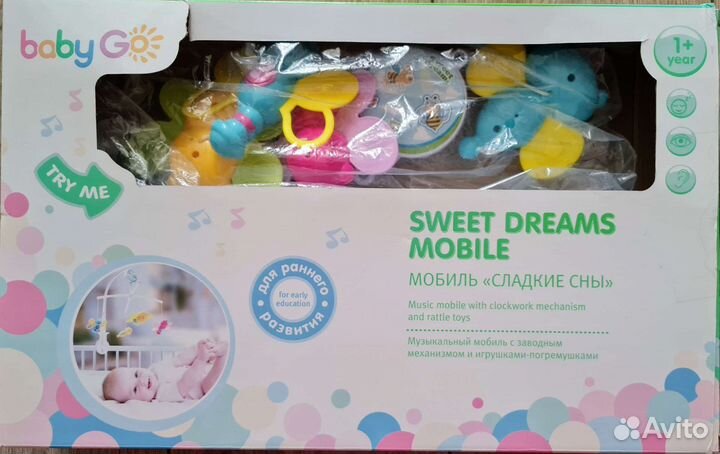 baby GO
1+
year
TRY ME
SWEET DREAMS
MOBILE
МОБИЛЬ «СЛАДКИЕ СНЫ»
Music mobile with clockwork mechanism
and rattle toys
Музыкальный мобиль с заводным
механизмом и игрушками-погремушками
для раннего
for early
education
развития
Avito